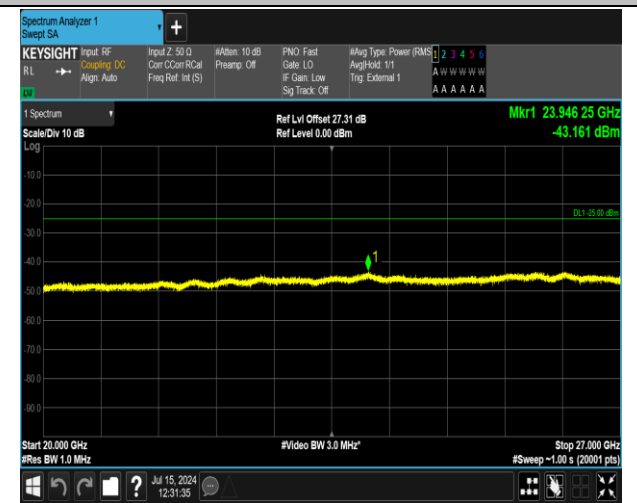 Spectrum Analyzer 1
Swept SA
+
KEYSIGHT
RL
LXI
Input: RF
Coupling: DC
Align: Auto
Input Z: 50 Ω
Corr CCorr RCal
Freq Ref: Int (S)
#Atten: 10 dB
Preamp: Off
PNO: Fast
Gate: LO
IF Gain: Low
Sig Track: Off
#Avg Type: Power (RMS
Avg|Hold: 1/1
Trig: External 1
1 2 3 4 5 6
A W W W W W
A A A A A A
1 Spectrum
Scale/Div 10 dB
Log
Ref Lvl Offset 27.31 dB
Ref Level 0.00 dBm
Mkr1 23.946 25 GHz
-43.161 dBm
-10.0
-20.0
DL1 -25.00 dBm
-30.0
-40.0
1
-50.0
-60.0
-70.0
-80.0
-90.0
Start 20.000 GHz
#Res BW 1.0 MHz
#Video BW 3.0 MHz*
Stop 27.000 GHz
#Sweep ~1.00 s (20001 pts)
?
Jul 15, 2024
12:31:35